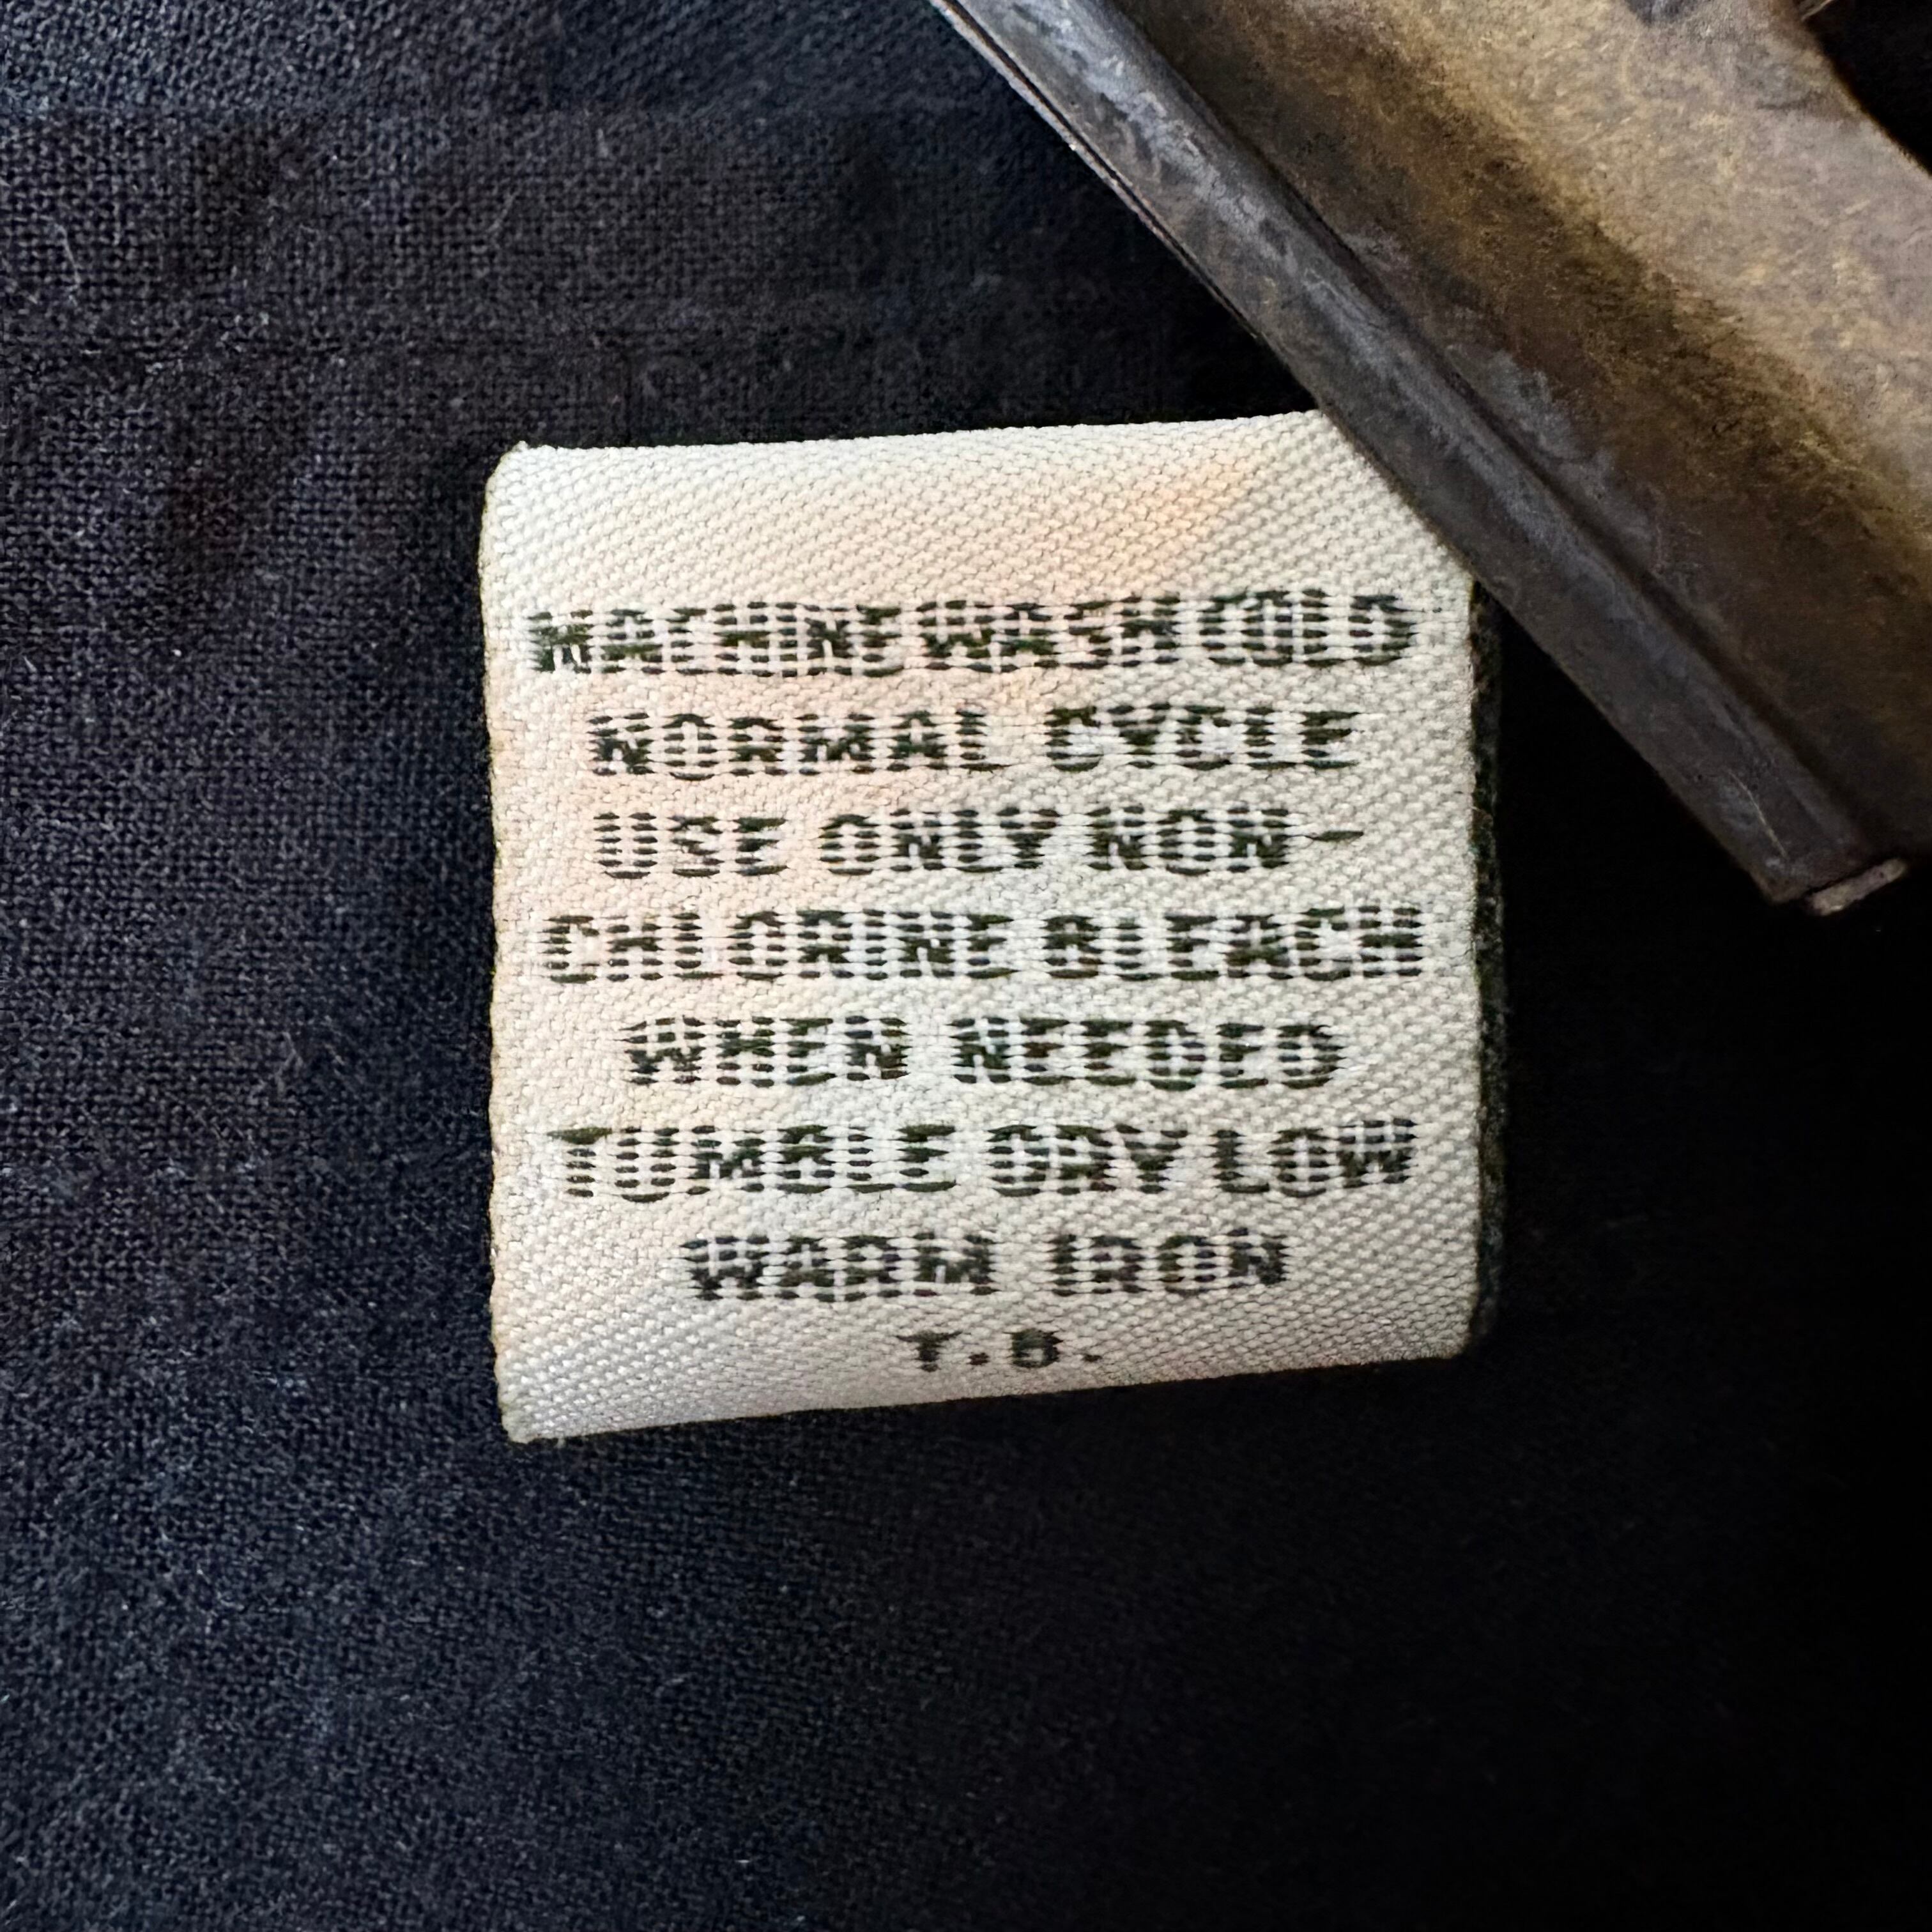 MACHINE WASH COLD
NORMAL CYCLE
USE ONLY NON-
CHLORINE BLEACH
WHEN NEEDED
TUMBLE DRY LOW
WARM IRON
T.B.